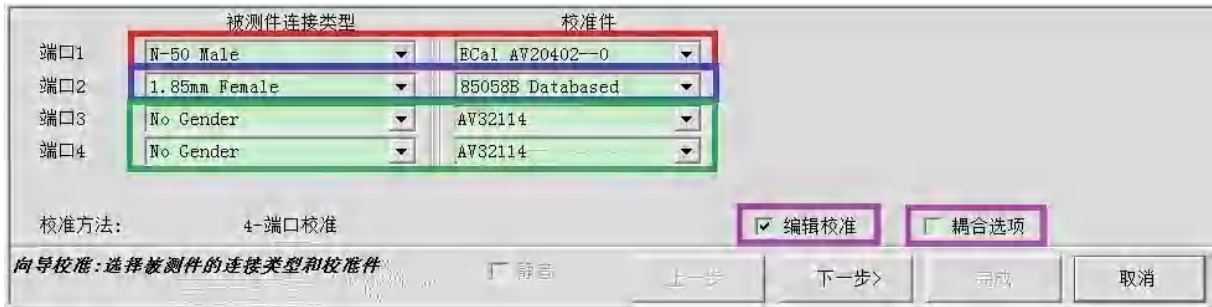 被测件连接类型 校准件
端口1 N-50 Male ECal AV20402--0
端口2 1.85mm Female 85058B Databased
端口3 No Gender AV32114
端口4 No Gender AV32114
校准方法: 4-端口校准 编辑校准 耦合选项
向导校准:选择被测件的连接类型和校准件 静音 上一步 下一步> 完成 取消